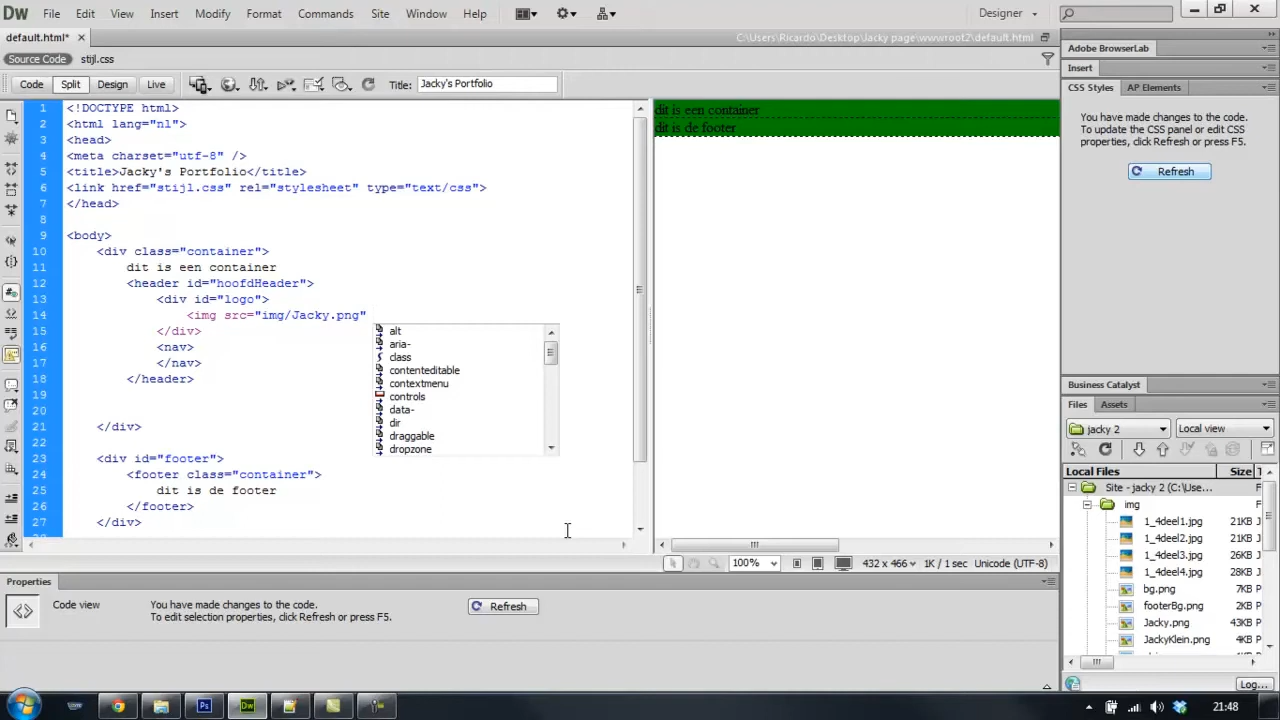 DW File Edit View Insert Modify Format Commands Site Window Help Designer
default.html* C:\Users\Ricardo\Desktop\Jacky page\wwwroot2\default.html
Source Code stijl.css
Code Split Design Live Title: Jacky's Portfolio
1 <!DOCTYPE html>
2 <html lang="nl">
3 <head>
4 <meta charset="utf-8" />
5 <title>Jacky's Portfolio</title>
6 <link href="stijl.css" rel="stylesheet" type="text/css">
7 </head>
8
9 <body>
10 <div class="container">
11 dit is een container
12 <header id="hoofdHeader">
13 <div id="logo">
14 <img src="img/Jacky.png"
15 </div>
16 <nav>
17 </nav>
18 </header>
19
20
21 </div>
22
23 <div id="footer">
24 <footer class="container">
25 dit is de footer
26 </footer>
27 </div>
alt
aria-
class
contenteditable
contextmenu
controls
data-
dir
draggable
dropzone
dit is een container
dit is de footer
100% 432 x 466 1K / 1 sec Unicode (UTF-8)
Adobe BrowserLab
Insert
CSS Styles AP Elements
You have made changes to the code.
To update the CSS panel or edit CSS
properties, click Refresh or press F5.
Refresh
Business Catalyst
Files Assets
jacky 2 Local view
Local Files Size
Site - jacky 2 (C:\Use... F
img F
1_4deel1.jpg 21KB
1_4deel2.jpg 21KB
1_4deel3.jpg 26KB
1_4deel4.jpg 28KB
bg.png 7KB P
footerBg.png 2KB P
Jacky.png 43KB P
JackyKlein.png 4KB P
Log...
Properties
Code view You have made changes to the code.
To edit selection properties, click Refresh or press F5.
Refresh
Ps Dw 21:48